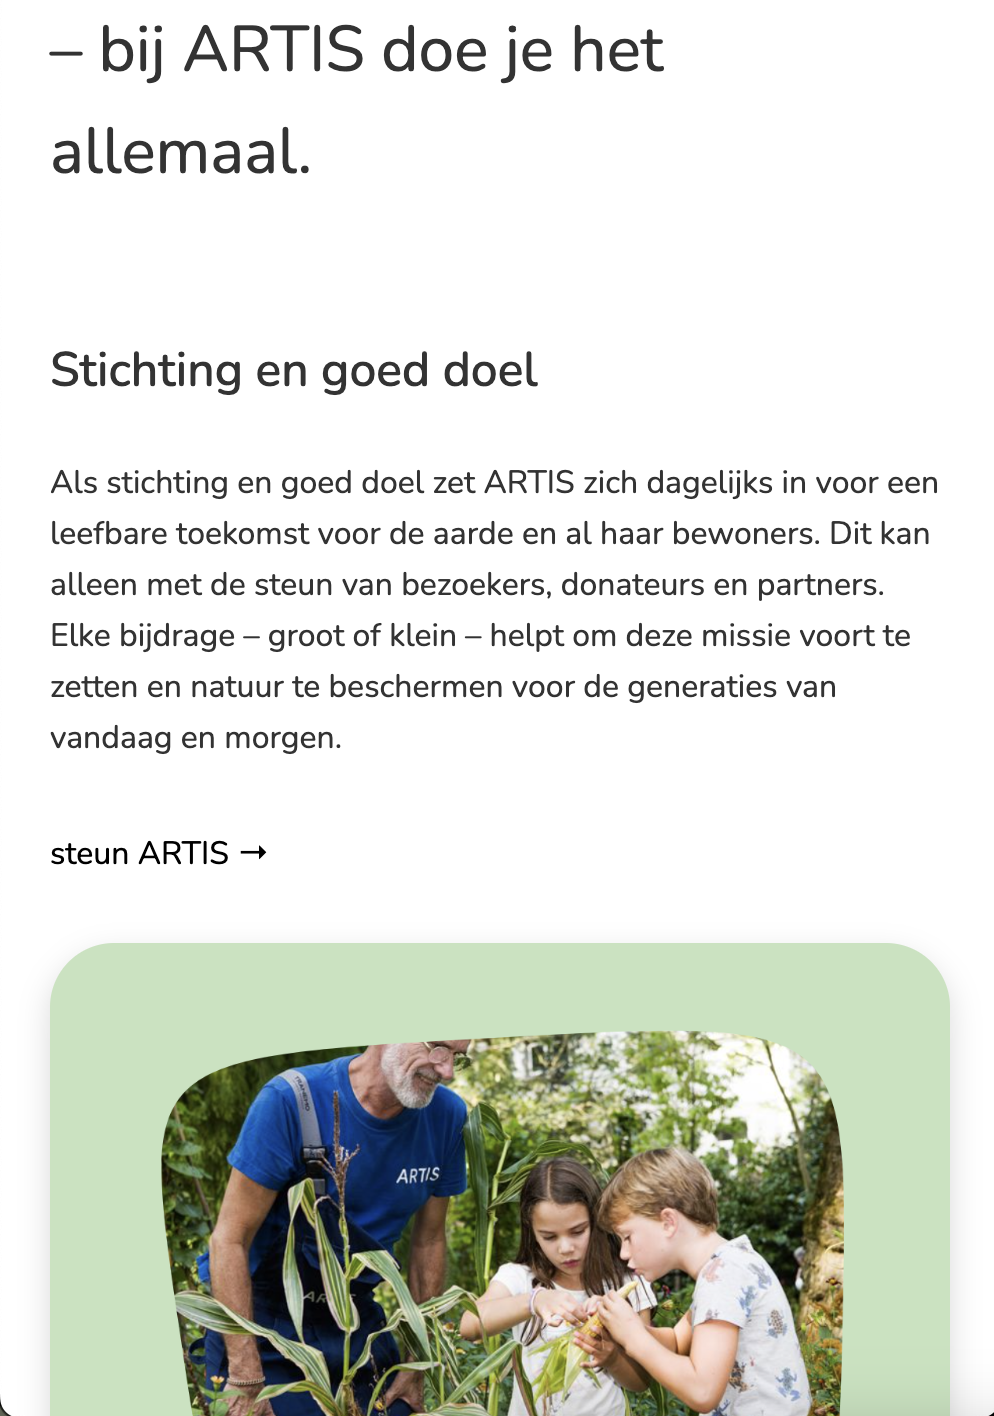 – bij ARTIS doe je het
allemaal.
Stichting en goed doel
Als stichting en goed doel zet ARTIS zich dagelijks in voor een
leefbare toekomst voor de aarde en al haar bewoners. Dit kan
alleen met de steun van bezoekers, donateurs en partners.
Elke bijdrage – groot of klein – helpt om deze missie voort te
zetten en natuur te beschermen voor de generaties van
vandaag en morgen.
steun ARTIS →
ARTIS